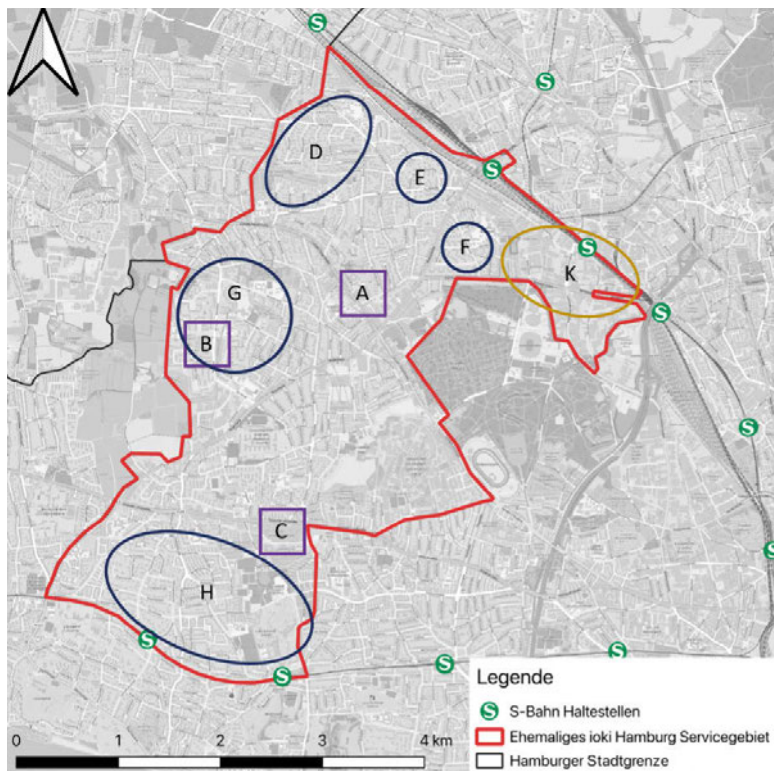 S
S
D
E
S
F
S
K
G
A
S
B
S
C
S
H
S
S
S
Legende
S S-Bahn Haltestellen
Ehemaliges ioki Hamburg Servicegebiet
Hamburger Stadtgrenze
0 1 2 3 4 km